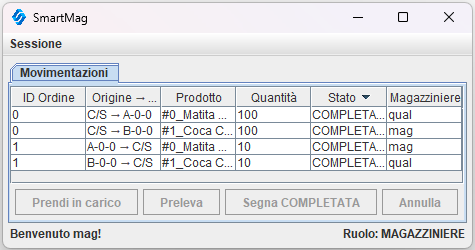 SmartMag
Sessione
Movimentazioni
ID Ordine Origine → ... Prodotto Quantità Stato Magazziniere
0 C/S → A-0-0 #0_Matita ... 100 COMPLETA... qual
0 C/S → B-0-0 #1_Coca C... 100 COMPLETA... mag
1 A-0-0 → C/S #0_Matita ... 10 COMPLETA... mag
1 B-0-0 → C/S #1_Coca C... 10 COMPLETA... qual
Prendi in carico Preleva Segna COMPLETATA Annulla
Benvenuto mag! Ruolo: MAGAZZINIERE